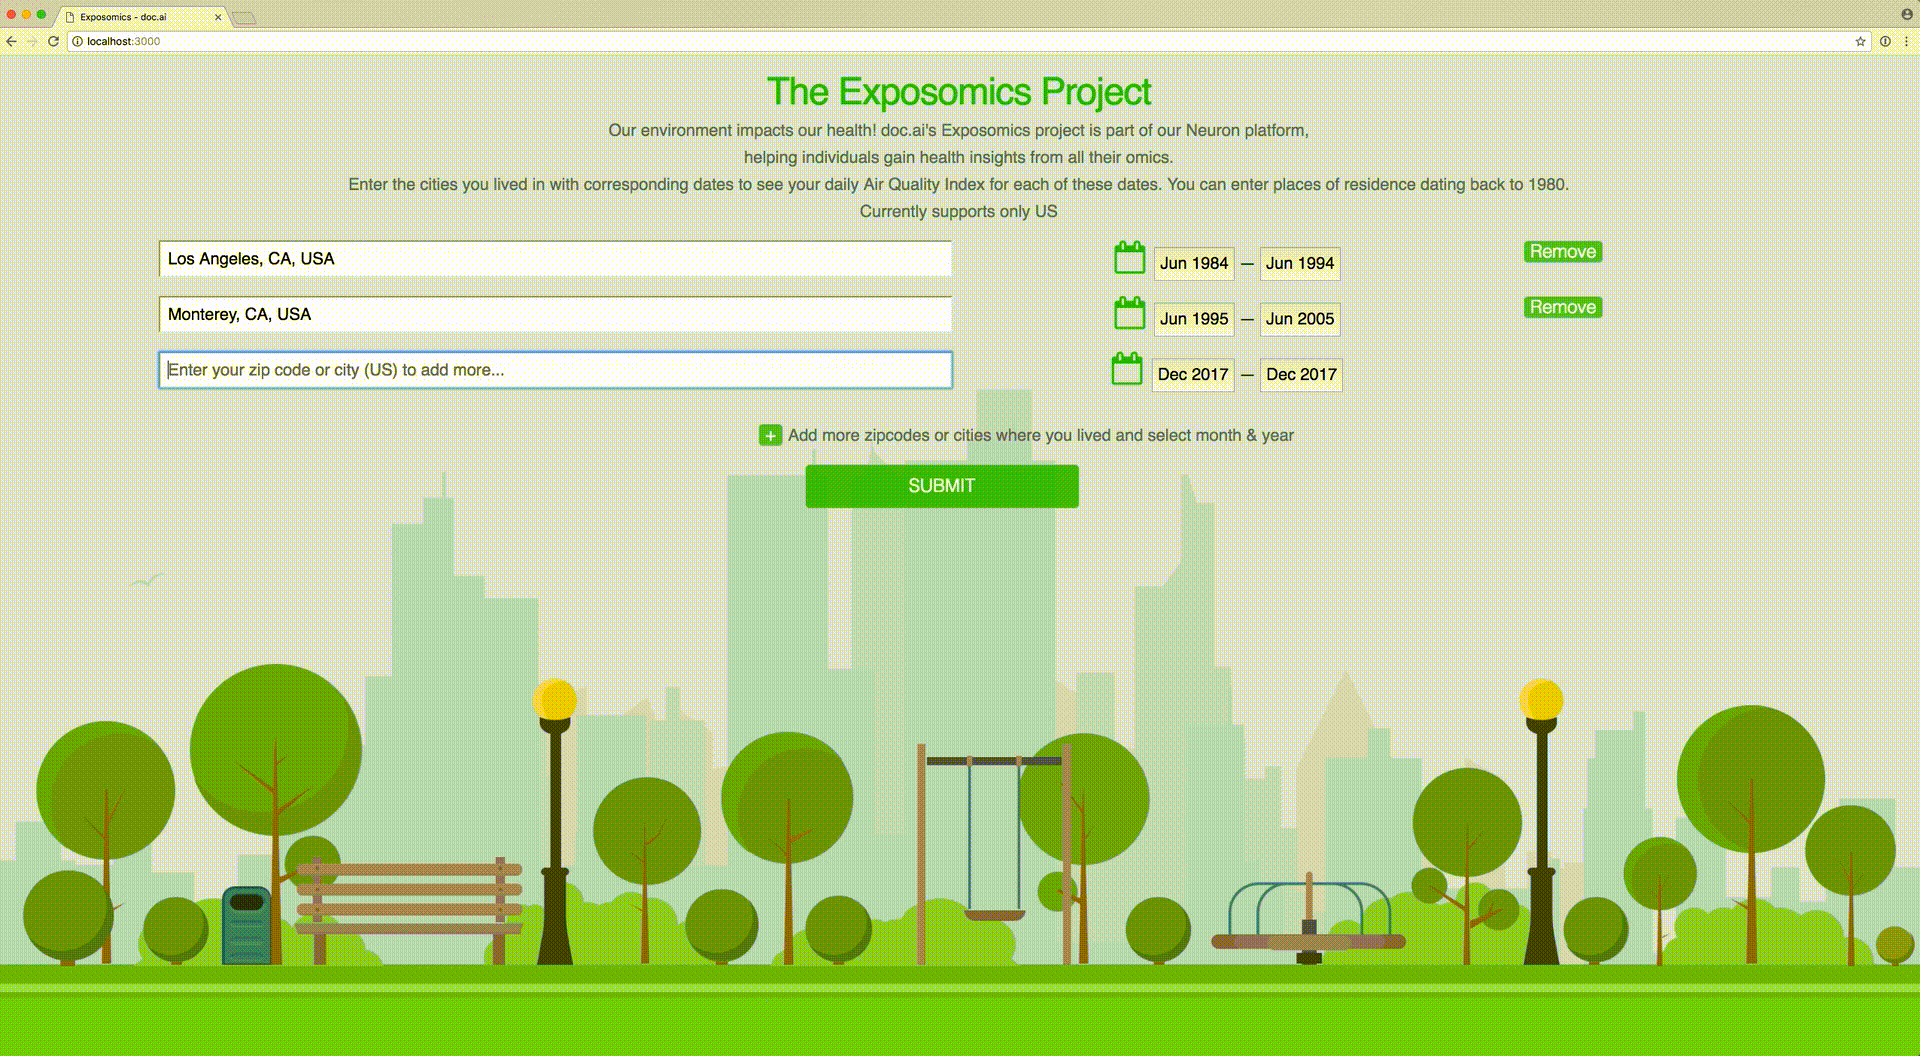 Exposomics - doc.ai
localhost:3000
The Exposomics Project
Our environment impacts our health! doc.ai's Exposomics project is part of our Neuron platform,
helping individuals gain health insights from all their omics.
Enter the cities you lived in with corresponding dates to see your daily Air Quality Index for each of these dates. You can enter places of residence dating back to 1980.
Currently supports only US
Los Angeles, CA, USA Jun 1984 — Jun 1994 Remove
Monterey, CA, USA Jun 1995 — Jun 2005 Remove
Enter your zip code or city (US) to add more... Dec 2017 — Dec 2017
+ Add more zipcodes or cities where you lived and select month & year
SUBMIT